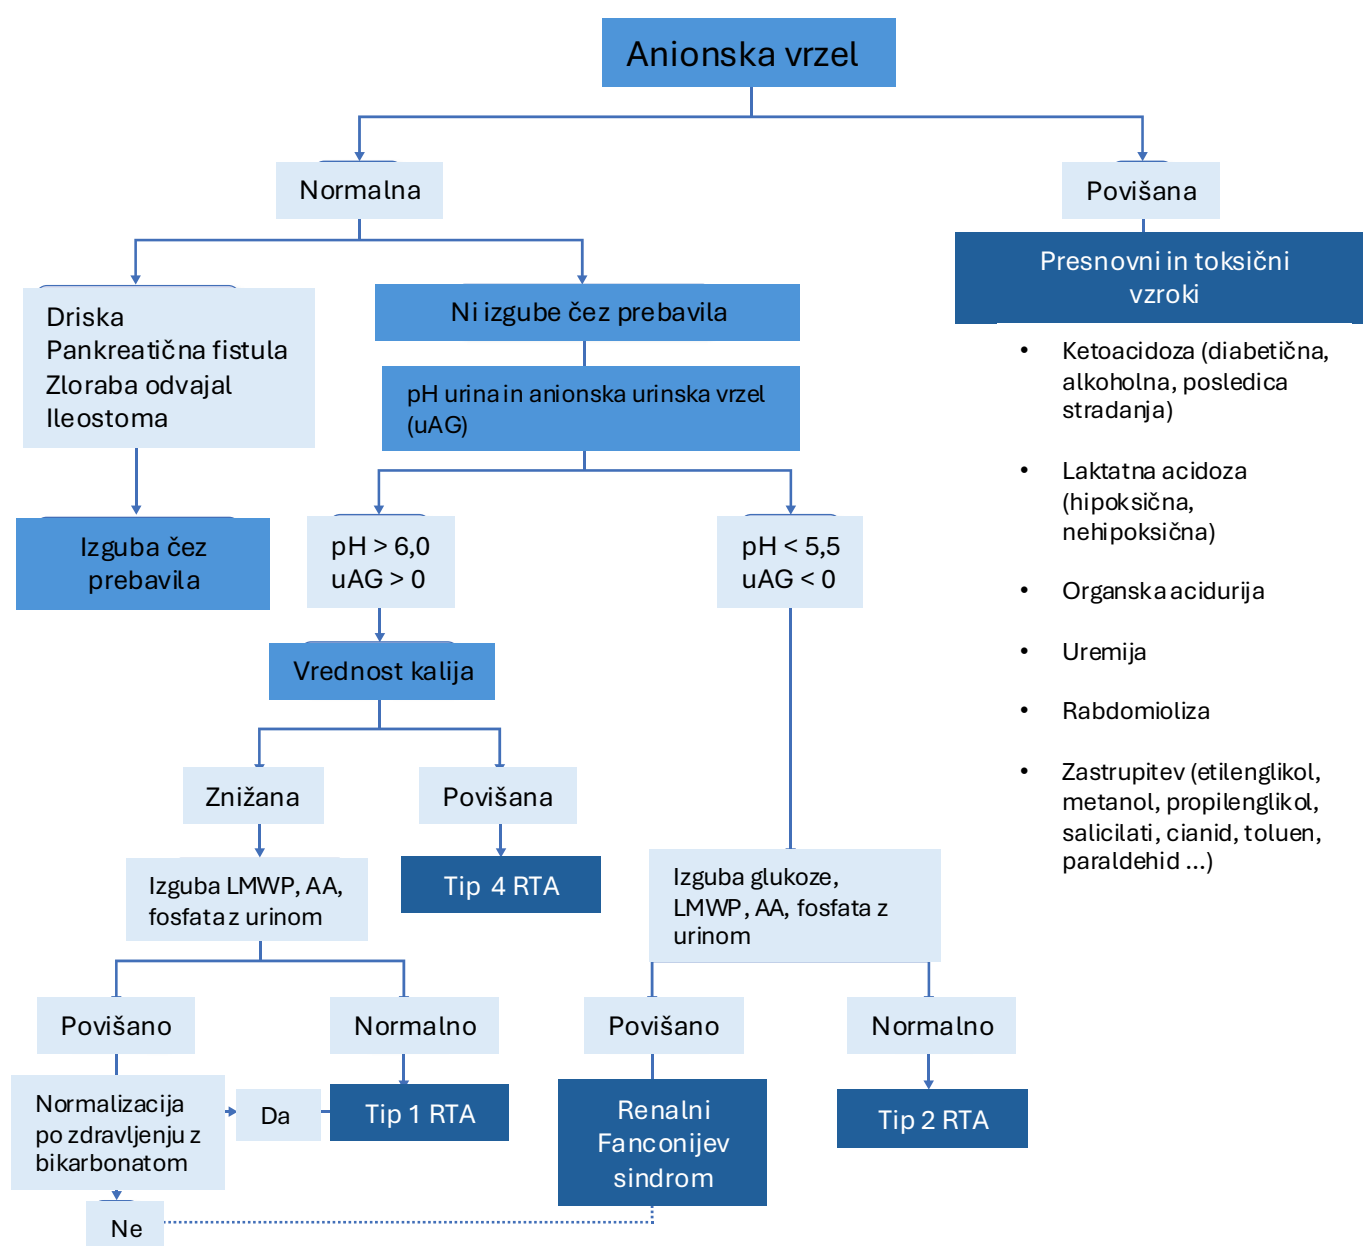 Anionska vrzel
Normalna
Povišana
Presnovni in toksični
vzroki
Driska
Pankreatična fistula
Zloraba odvajal
Ileostoma
Ni izgube čez prebavila
pH urina in anionska urinska vrzel
(uAG)
• Ketoacidoza (diabetična,
alkoholna, posledica
stradanja)
• Laktatna acidoza
(hipoksična,
nehipoksična)
• Organska acidurija
• Uremija
• Rabdomioliza
• Zastrupitev (etilenglikol,
metanol, propilenglikol,
salicilati, cianid, toluen,
paraldehid ...)
Izguba čez
prebavila
pH > 6,0
uAG > 0
pH < 5,5
uAG < 0
Vrednost kalija
Znižana
Povišana
Izguba LMWP, AA,
fosfata z urinom
Tip 4 RTA
Izguba glukoze,
LMWP, AA, fosfata z
urinom
Povišano
Normalno
Povišano
Normalno
Normalizacija
po zdravljenju z
bikarbonatom
Da
Tip 1 RTA
Renalni
Fanconijev
sindrom
Tip 2 RTA
Ne